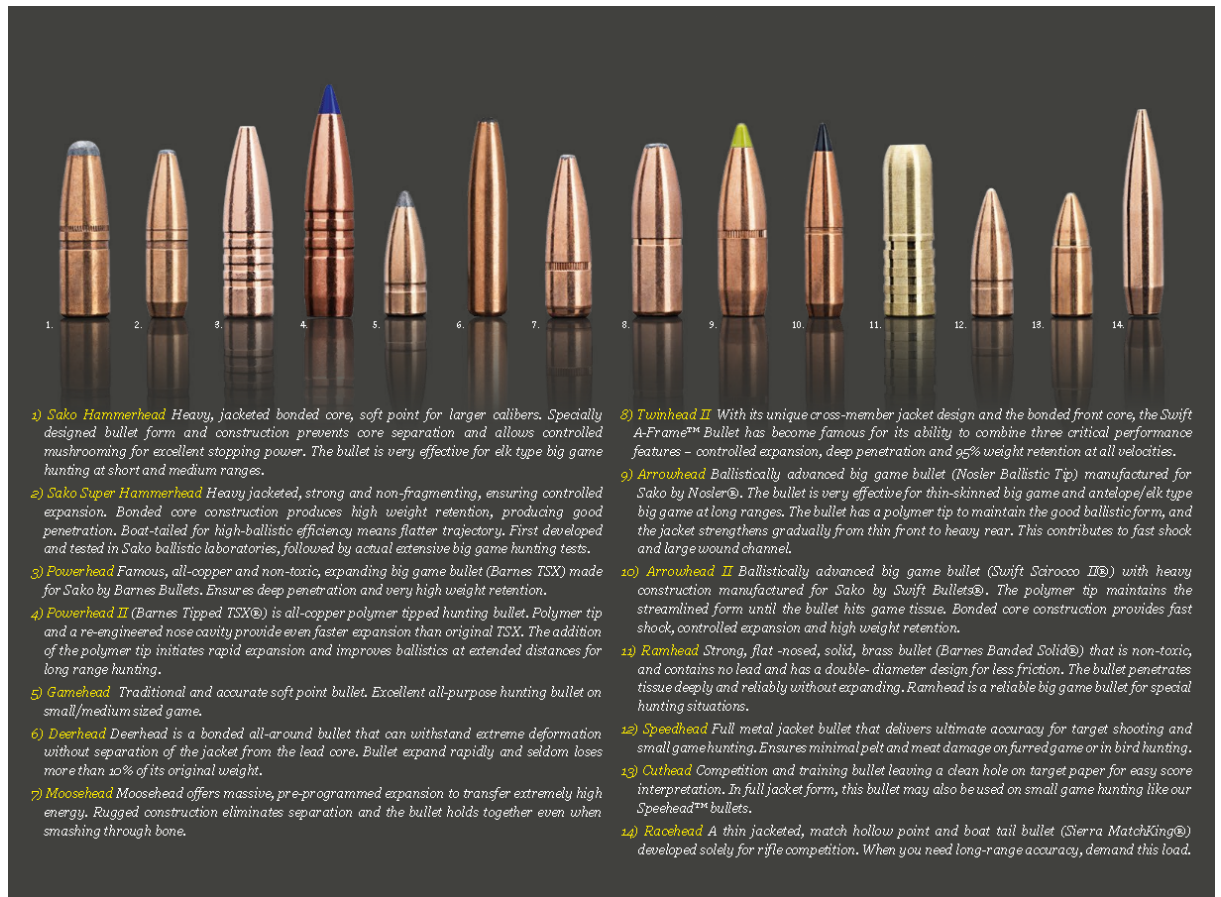 1.
2.
3.
4.
5.
6.
7.
8.
9.
10.
11.
12.
13.
14.
1) Sako Hammerhead Heavy, jacketed bonded core, soft point for larger calibers. Specially
designed bullet form and construction prevents core separation and allows controlled
mushrooming for excellent stopping power. The bullet is very effective for elk type big game
hunting at short and medium ranges.
2) Sako Super Hammerhead Heavy jacketed, strong and non-fragmenting, ensuring controlled
expansion. Bonded core construction produces high weight retention, producing good
penetration. Boat-tailed for high-ballistic efficiency means flatter trajectory. First developed
and tested in Sako ballistic laboratories, followed by actual extensive big game hunting tests.
3) Powerhead Famous, all-copper and non-toxic, expanding big game bullet (Barnes TSX) made
for Sako by Barnes Bullets. Ensures deep penetration and very high weight retention.
4) Powerhead II (Barnes Tipped TSX®) is all-copper polymer tipped hunting bullet. Polymer tip
and a re-engineered nose cavity provide even faster expansion than original TSX. The addition
of the polymer tip initiates rapid expansion and improves ballistics at extended distances for
long range hunting.
5) Gamehead Traditional and accurate soft point bullet. Excellent all-purpose hunting bullet on
small/medium sized game.
6) Deerhead Deerhead is a bonded all-around bullet that can withstand extreme deformation
without separation of the jacket from the lead core. Bullet expand rapidly and seldom loses
more than 10% of its original weight.
7) Moosehead Moosehead offers massive, pre-programmed expansion to transfer extremely high
energy. Rugged construction eliminates separation and the bullet holds together even when
smashing through bone.
8) Twinhead II With its unique cross-member jacket design and the bonded front core, the Swift
A-Frame™ Bullet has become famous for its ability to combine three critical performance
features – controlled expansion, deep penetration and 95% weight retention at all velocities.
9) Arrowhead Ballistically advanced big game bullet (Nosler Ballistic Tip) manufactured for
Sako by Nosler®. The bullet is very effective for thin-skinned big game and antelope/elk type
big game at long ranges. The bullet has a polymer tip to maintain the good ballistic form, and
the jacket strengthens gradually from thin front to heavy rear. This contributes to fast shock
and large wound channel.
10) Arrowhead II Ballistically advanced big game bullet (Swift Scirocco II®) with heavy
construction manufactured for Sako by Swift Bullets®. The polymer tip maintains the
streamlined form until the bullet hits game tissue. Bonded core construction provides fast
shock, controlled expansion and high weight retention.
11) Ramhead Strong, flat -nosed, solid, brass bullet (Barnes Banded Solid®) that is non-toxic,
and contains no lead and has a double- diameter design for less friction. The bullet penetrates
tissue deeply and reliably without expanding. Ramhead is a reliable big game bullet for special
hunting situations.
12) Speedhead Full metal jacket bullet that delivers ultimate accuracy for target shooting and
small game hunting. Ensures minimal pelt and meat damage on furred game or in bird hunting.
13) Cuthead Competition and training bullet leaving a clean hole on target paper for easy score
interpretation. In full jacket form, this bullet may also be used on small game hunting like our
Speehead™ bullets.
14) Racehead A thin jacketed, match hollow point and boat tail bullet (Sierra MatchKing®)
developed solely for rifle competition. When you need long-range accuracy, demand this load.